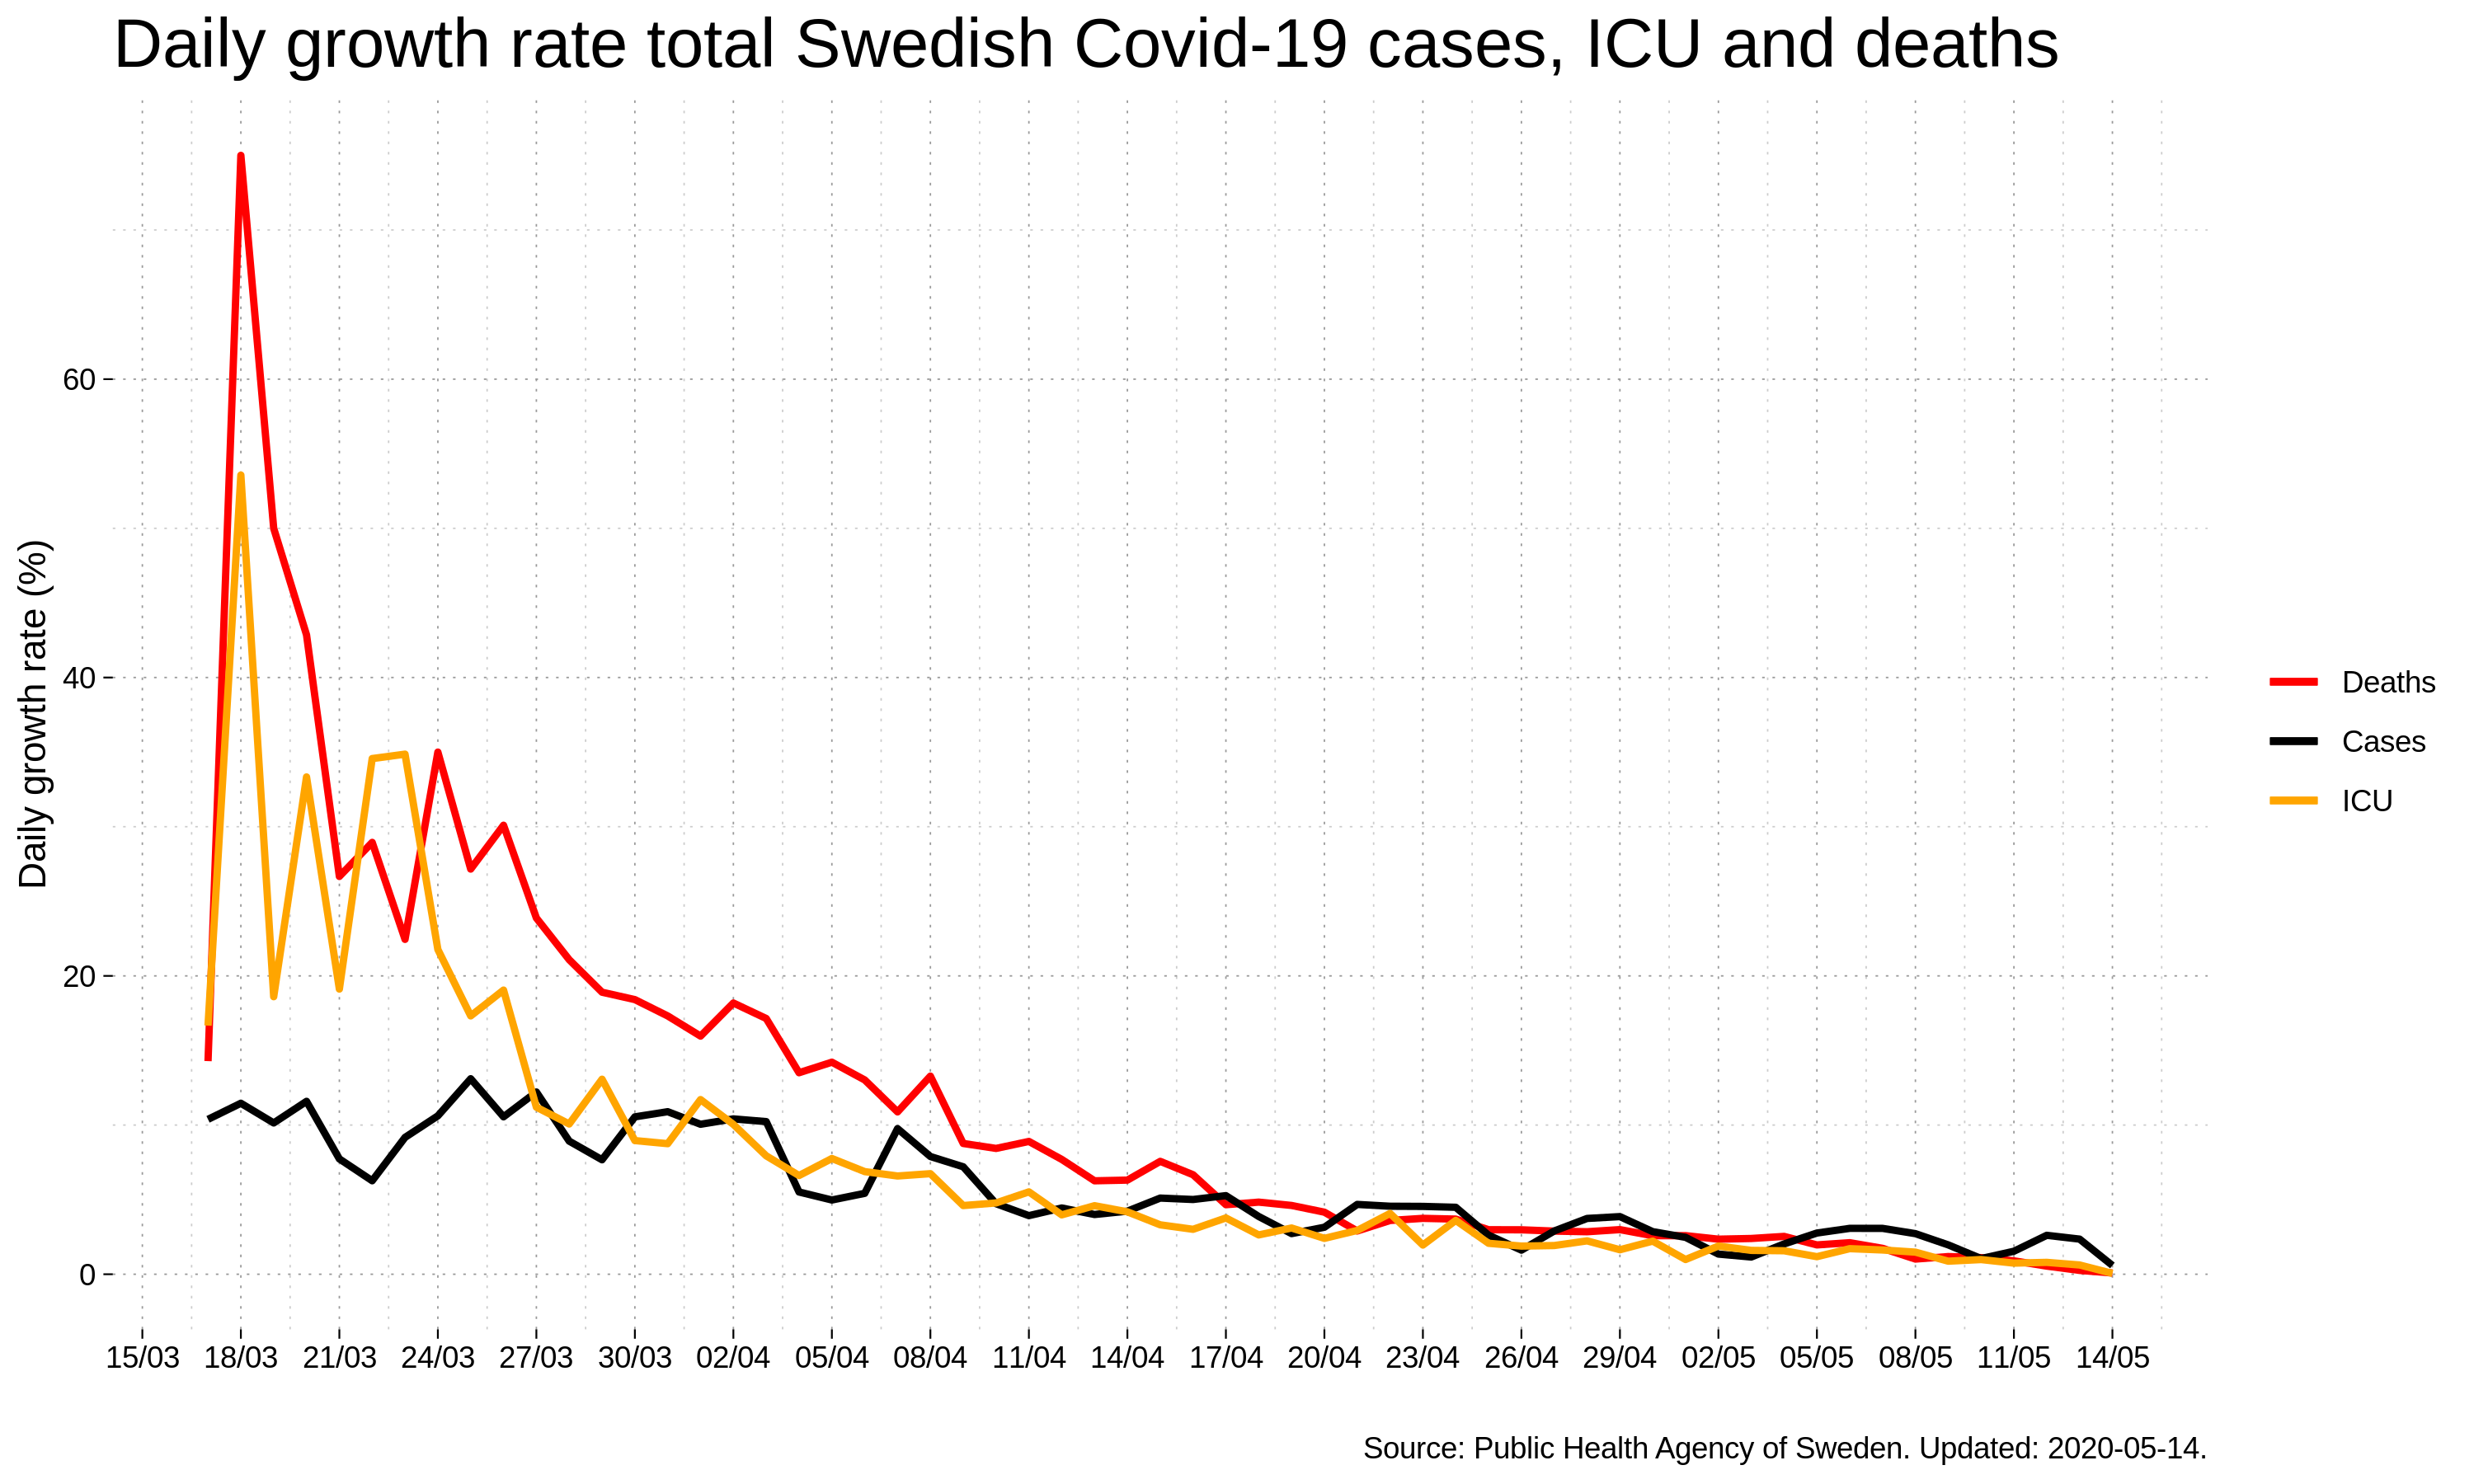 Daily growth rate total Swedish Covid-19 cases, ICU and deaths
Daily growth rate (%)
60
40
20
0
15/03 18/03 21/03 24/03 27/03 30/03 02/04 05/04 08/04 11/04 14/04 17/04 20/04 23/04 26/04 29/04 02/05 05/05 08/05 11/05 14/05
Deaths
Cases
ICU
Source: Public Health Agency of Sweden. Updated: 2020-05-14.